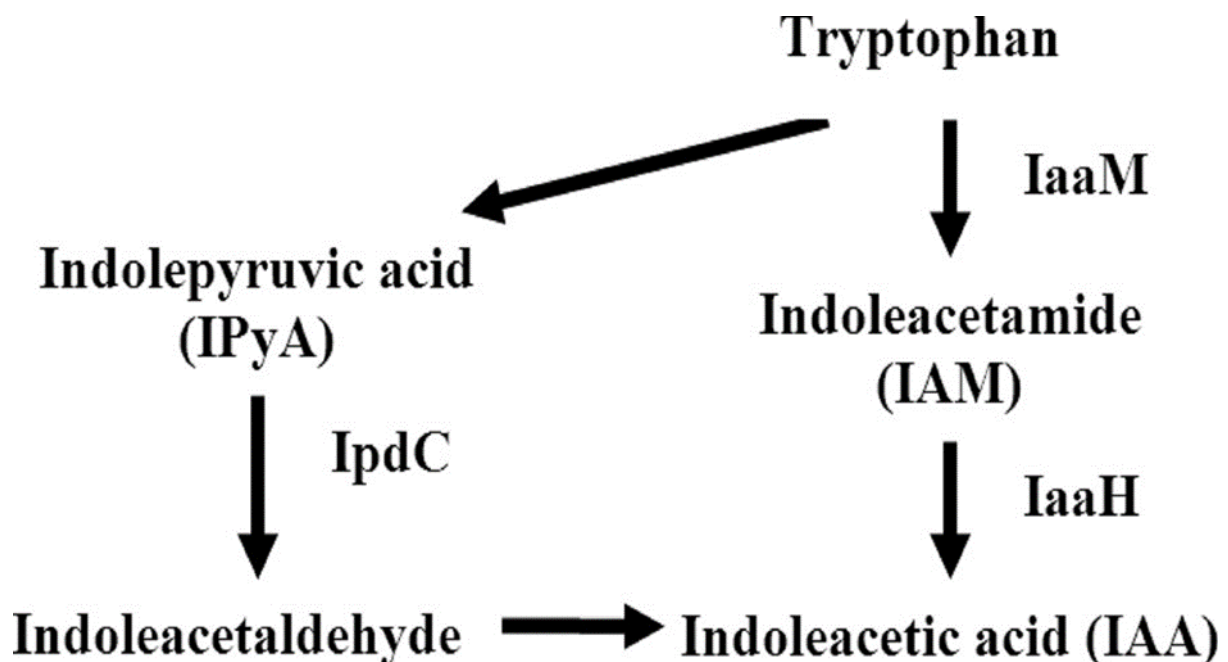 Tryptophan
IaaM
Indolepyruvic acid
(IPyA)
Indoleacetamide
(IAM)
IpdC
IaaH
Indoleacetaldehyde
Indoleacetic acid (IAA)